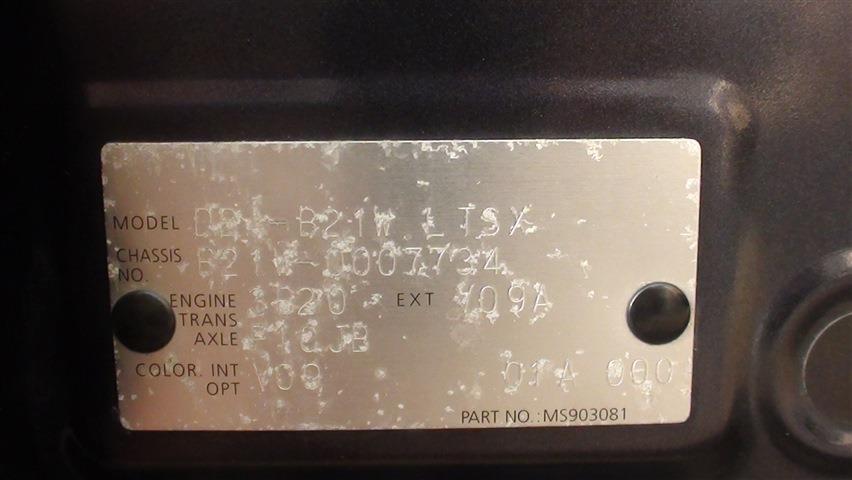 MODEL DBA-B21W LTSX
CHASSIS NO. B21W-0007734
ENGINE 3B20 EXT V09A
TRANS AXLE F1CJB
COLOR. INT OPT V09 01A 000
PART NO.:MS903081